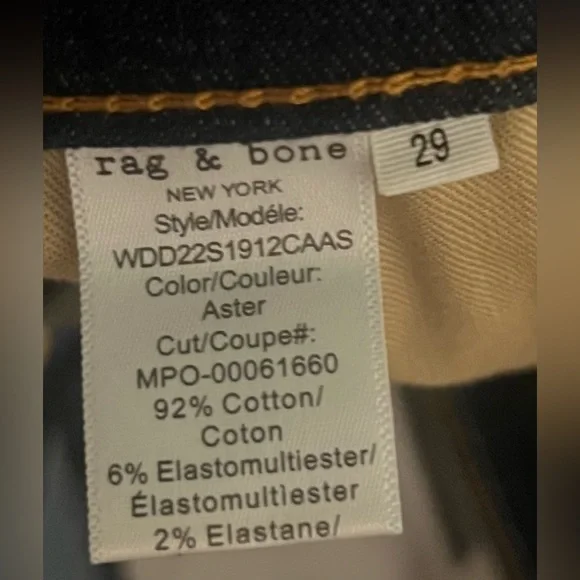 rag & bone
29
NEW YORK
Style/Modéle:
WDD22S1912CAAS
Color/Couleur:
Aster
Cut/Coupe#:
MPO-00061660
92% Cotton/
Coton
6% Elastomultiester/
Élastomultiester
2% Elastane/